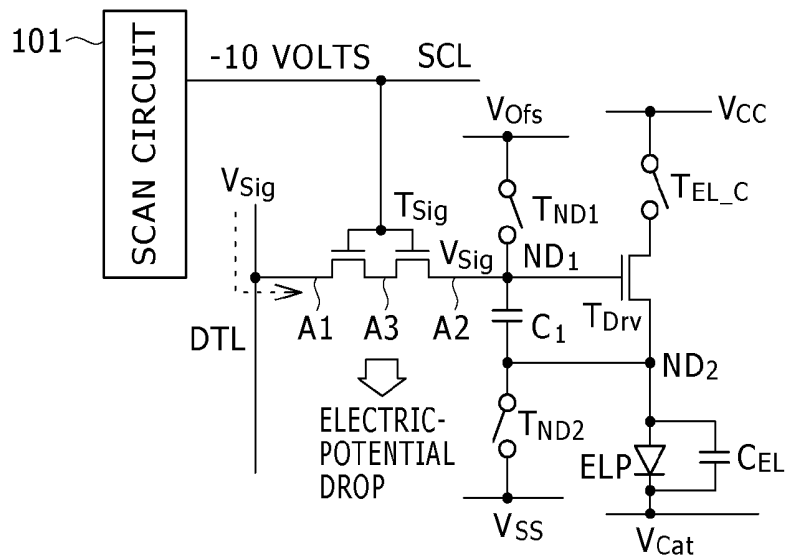 101
SCAN CIRCUIT
-10 VOLTS
SCL
VOfs
VCC
VSig
TSig
TND1
TEL_C
VSig
ND1
A1
A3
A2
C1
TDrv
DTL
ND2
ELECTRIC-
POTENTIAL
DROP
TND2
ELP
CEL
VSS
VCat